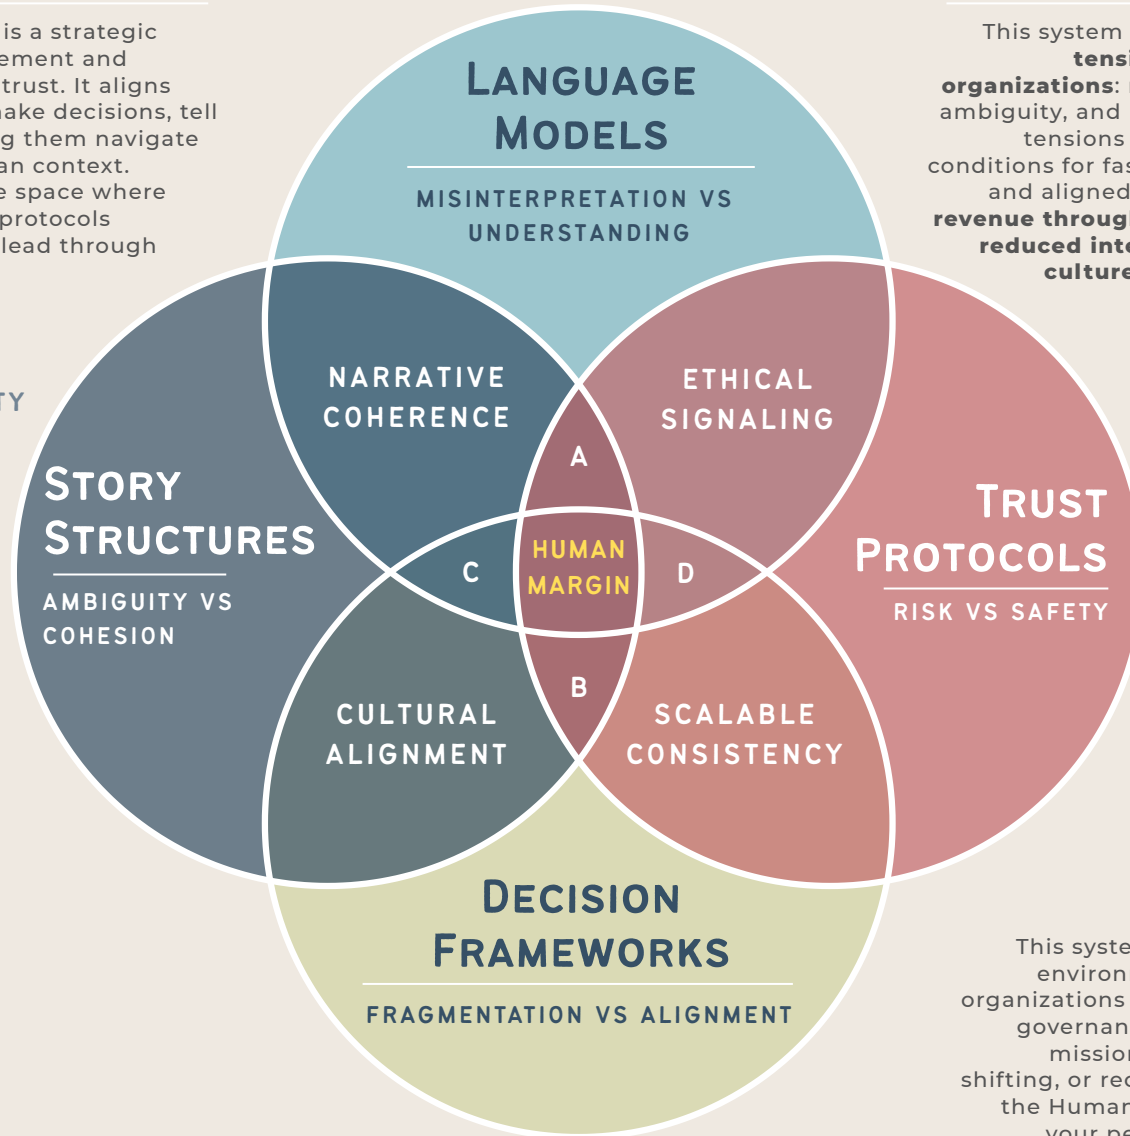 is a strategic
ement and
trust. It aligns
ake decisions, tell
g them navigate
an context.
e space where
protocols
lead through
This system
tensi
organizations:
ambiguity, and
tensions
conditions for fas
and aligned
revenue throug
reduced inte
culture
LANGUAGE
MODELS
MISINTERPRETATION VS
UNDERSTANDING
TY
NARRATIVE
COHERENCE
ETHICAL
SIGNALING
A
STORY
STRUCTURES
AMBIGUITY VS
COHESION
C
HUMAN
MARGIN
D
TRUST
PROTOCOLS
RISK VS SAFETY
B
CULTURAL
ALIGNMENT
SCALABLE
CONSISTENCY
DECISION
FRAMEWORKS
FRAGMENTATION VS ALIGNMENT
This syste
environ
organizations
governan
mission
shifting, or rec
the Human
your pe